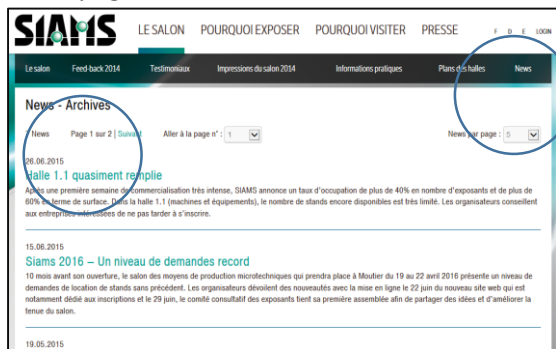 SIAMS LE SALON POURQUOI EXPOSER POURQUOI VISITER PRESSE F D E LOGIN
Le salon Feed-back 2014 Testimoniaux Impressions du salon 2014 Informations pratiques Plans des halles News
News - Archives
News Page 1 sur 2 | Suivant Aller à la page n° : 1 News par page : 5
26.06.2015
Halle 1.1 quasiment remplie
Après une première semaine de commercialisation très intense, SIAMS annonce un taux d'occupation de plus de 40% en nombre d'exposants et de plus de
60% en terme de surface. Dans la halle 1.1 (machines et équipements), le nombre de stands encore disponibles est très limité. Les organisateurs conseillent
aux entreprises intéressées de ne pas tarder à s'inscrire.
15.06.2015
Siams 2016 – Un niveau de demandes record
10 mois avant son ouverture, le salon des moyens de production microtechniques qui prendra place à Moutier du 19 au 22 avril 2016 présente un niveau de
demandes de location de stands sans précédent. Les organisateurs dévoilent des nouveautés avec la mise en ligne le 22 juin du nouveau site web qui est
notamment dédié aux inscriptions et le 29 juin, le comité consultatif des exposants tient sa première assemblée afin de partager des idées et d'améliorer la
tenue du salon.
19.05.2015